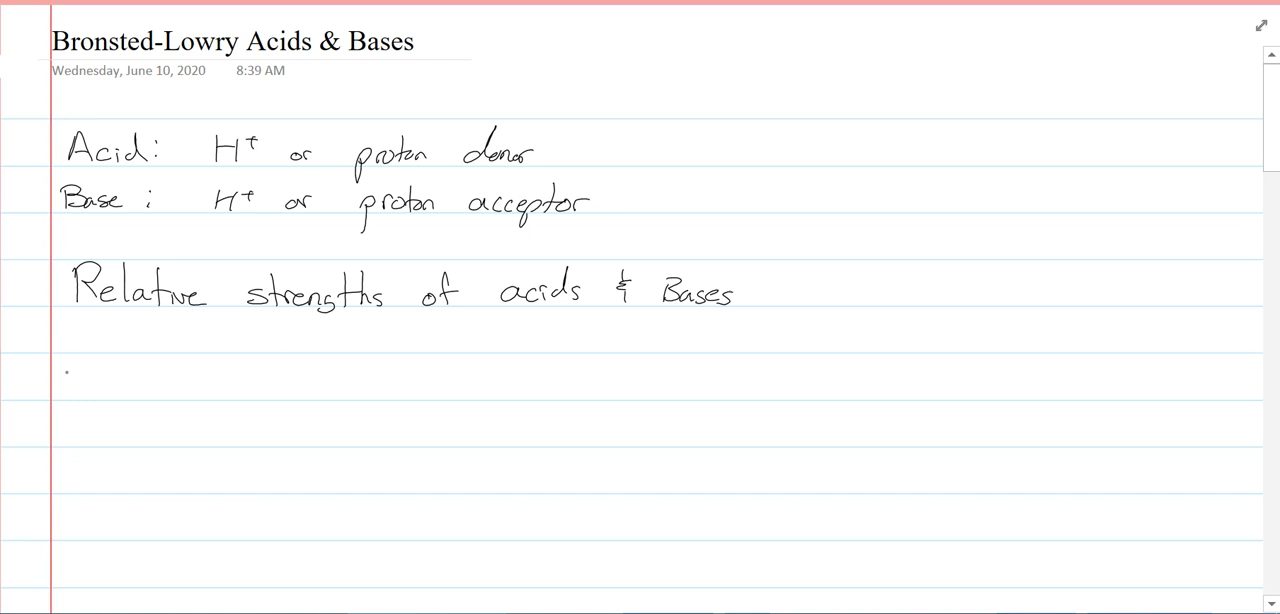 Bronsted-Lowry Acids & Bases
Wednesday, June 10, 2020 8:39 AM
Acid: H⁺ or proton donor
Base: H⁺ or proton acceptor
Relative strengths of acids & Bases